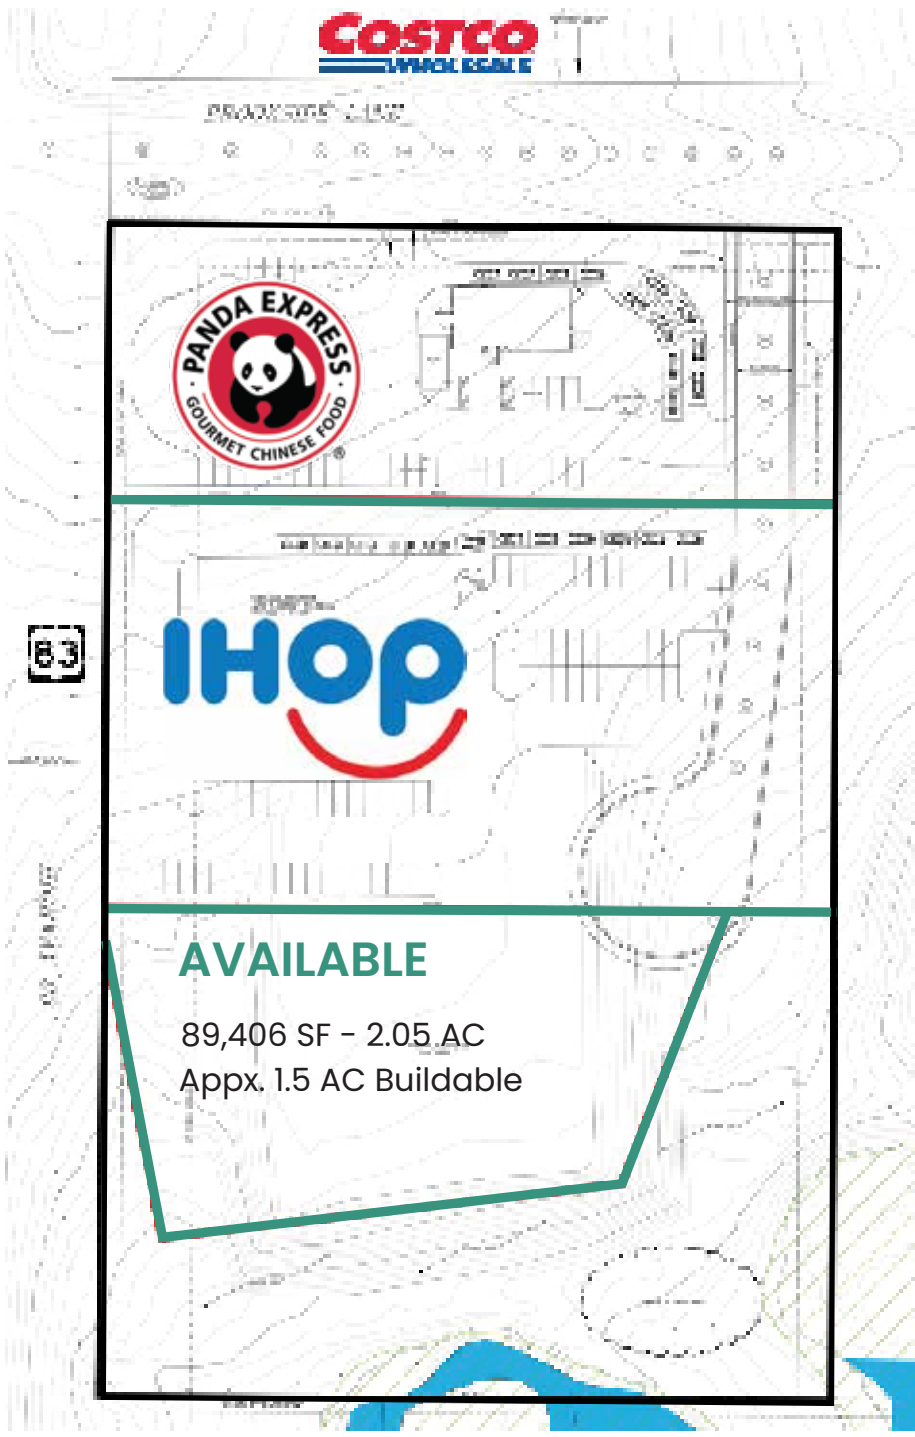 COSTCO
WHOLESALE
PANDA EXPRESS
GOURMET CHINESE FOOD
®
83
IHOP
AVAILABLE
89,406 SF - 2.05 AC
Appx. 1.5 AC Buildable